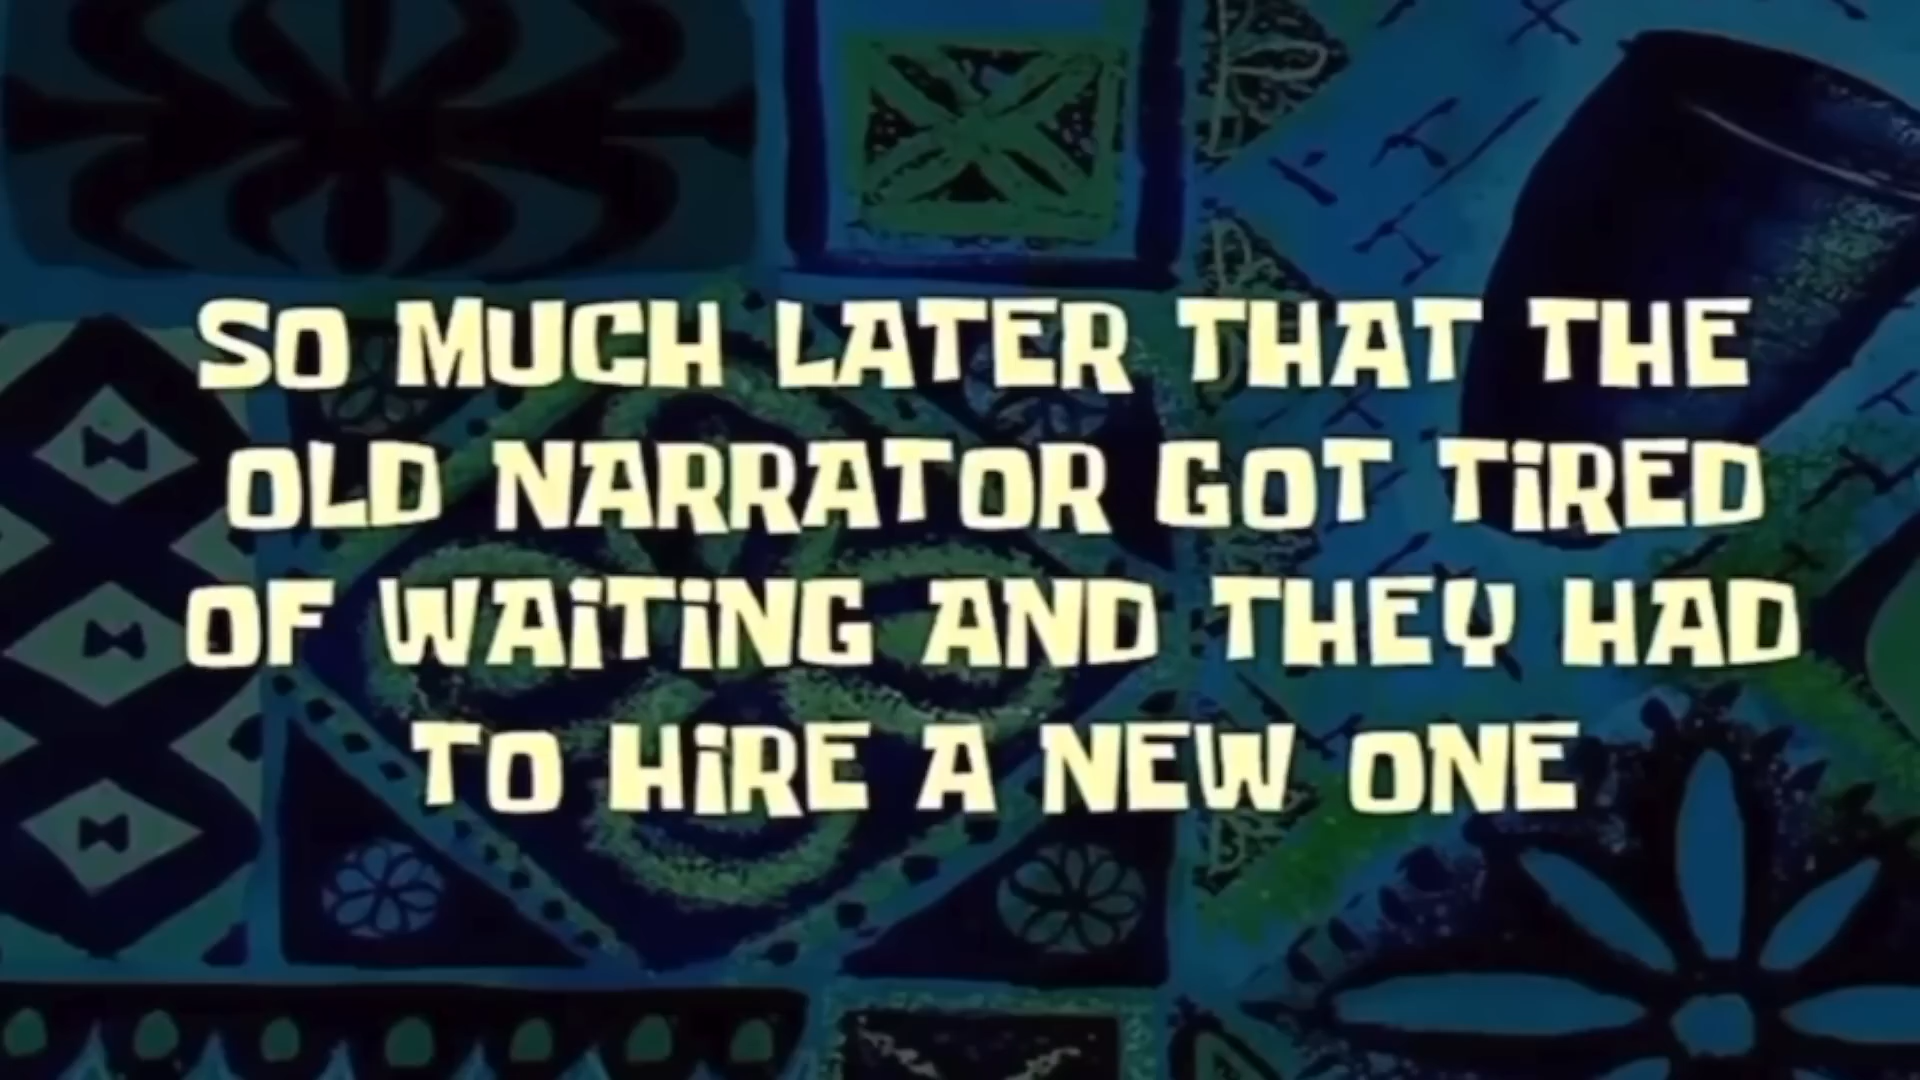 SO MUCH LATER THAT THE
OLD NARRATOR GOT TiRED
OF WAiTiNG AND THEY HAD
TO HiRE A NEW ONE